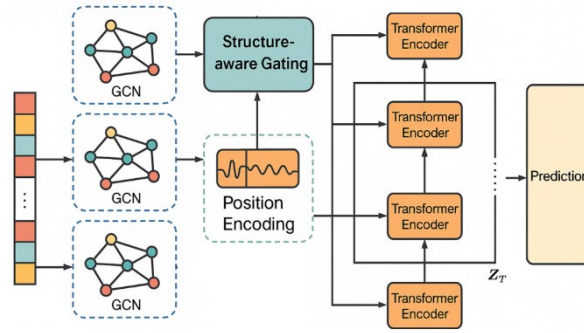 GCN
GCN
GCN
Structure-
aware Gating
Position
Encoding
Transformer
Encoder
Transformer
Encoder
Transformer
Encoder
Transformer
Encoder
Z_T
Prediction